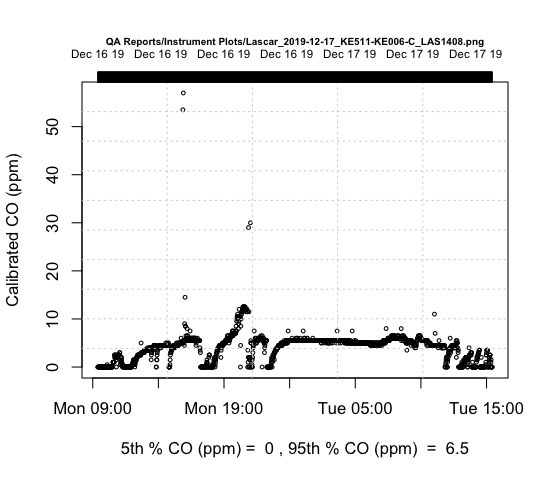 QA Reports/Instrument Plots/Lascar_2019-12-17_KE511-KE006-C_LAS1408.png
Dec 16 19 Dec 16 19 Dec 16 19 Dec 16 19 Dec 17 19 Dec 17 19 Dec 17 19
Calibrated CO (ppm)
50
40
30
20
10
0
Mon 09:00 Mon 19:00 Tue 05:00 Tue 15:00
5th % CO (ppm) = 0 , 95th % CO (ppm) = 6.5